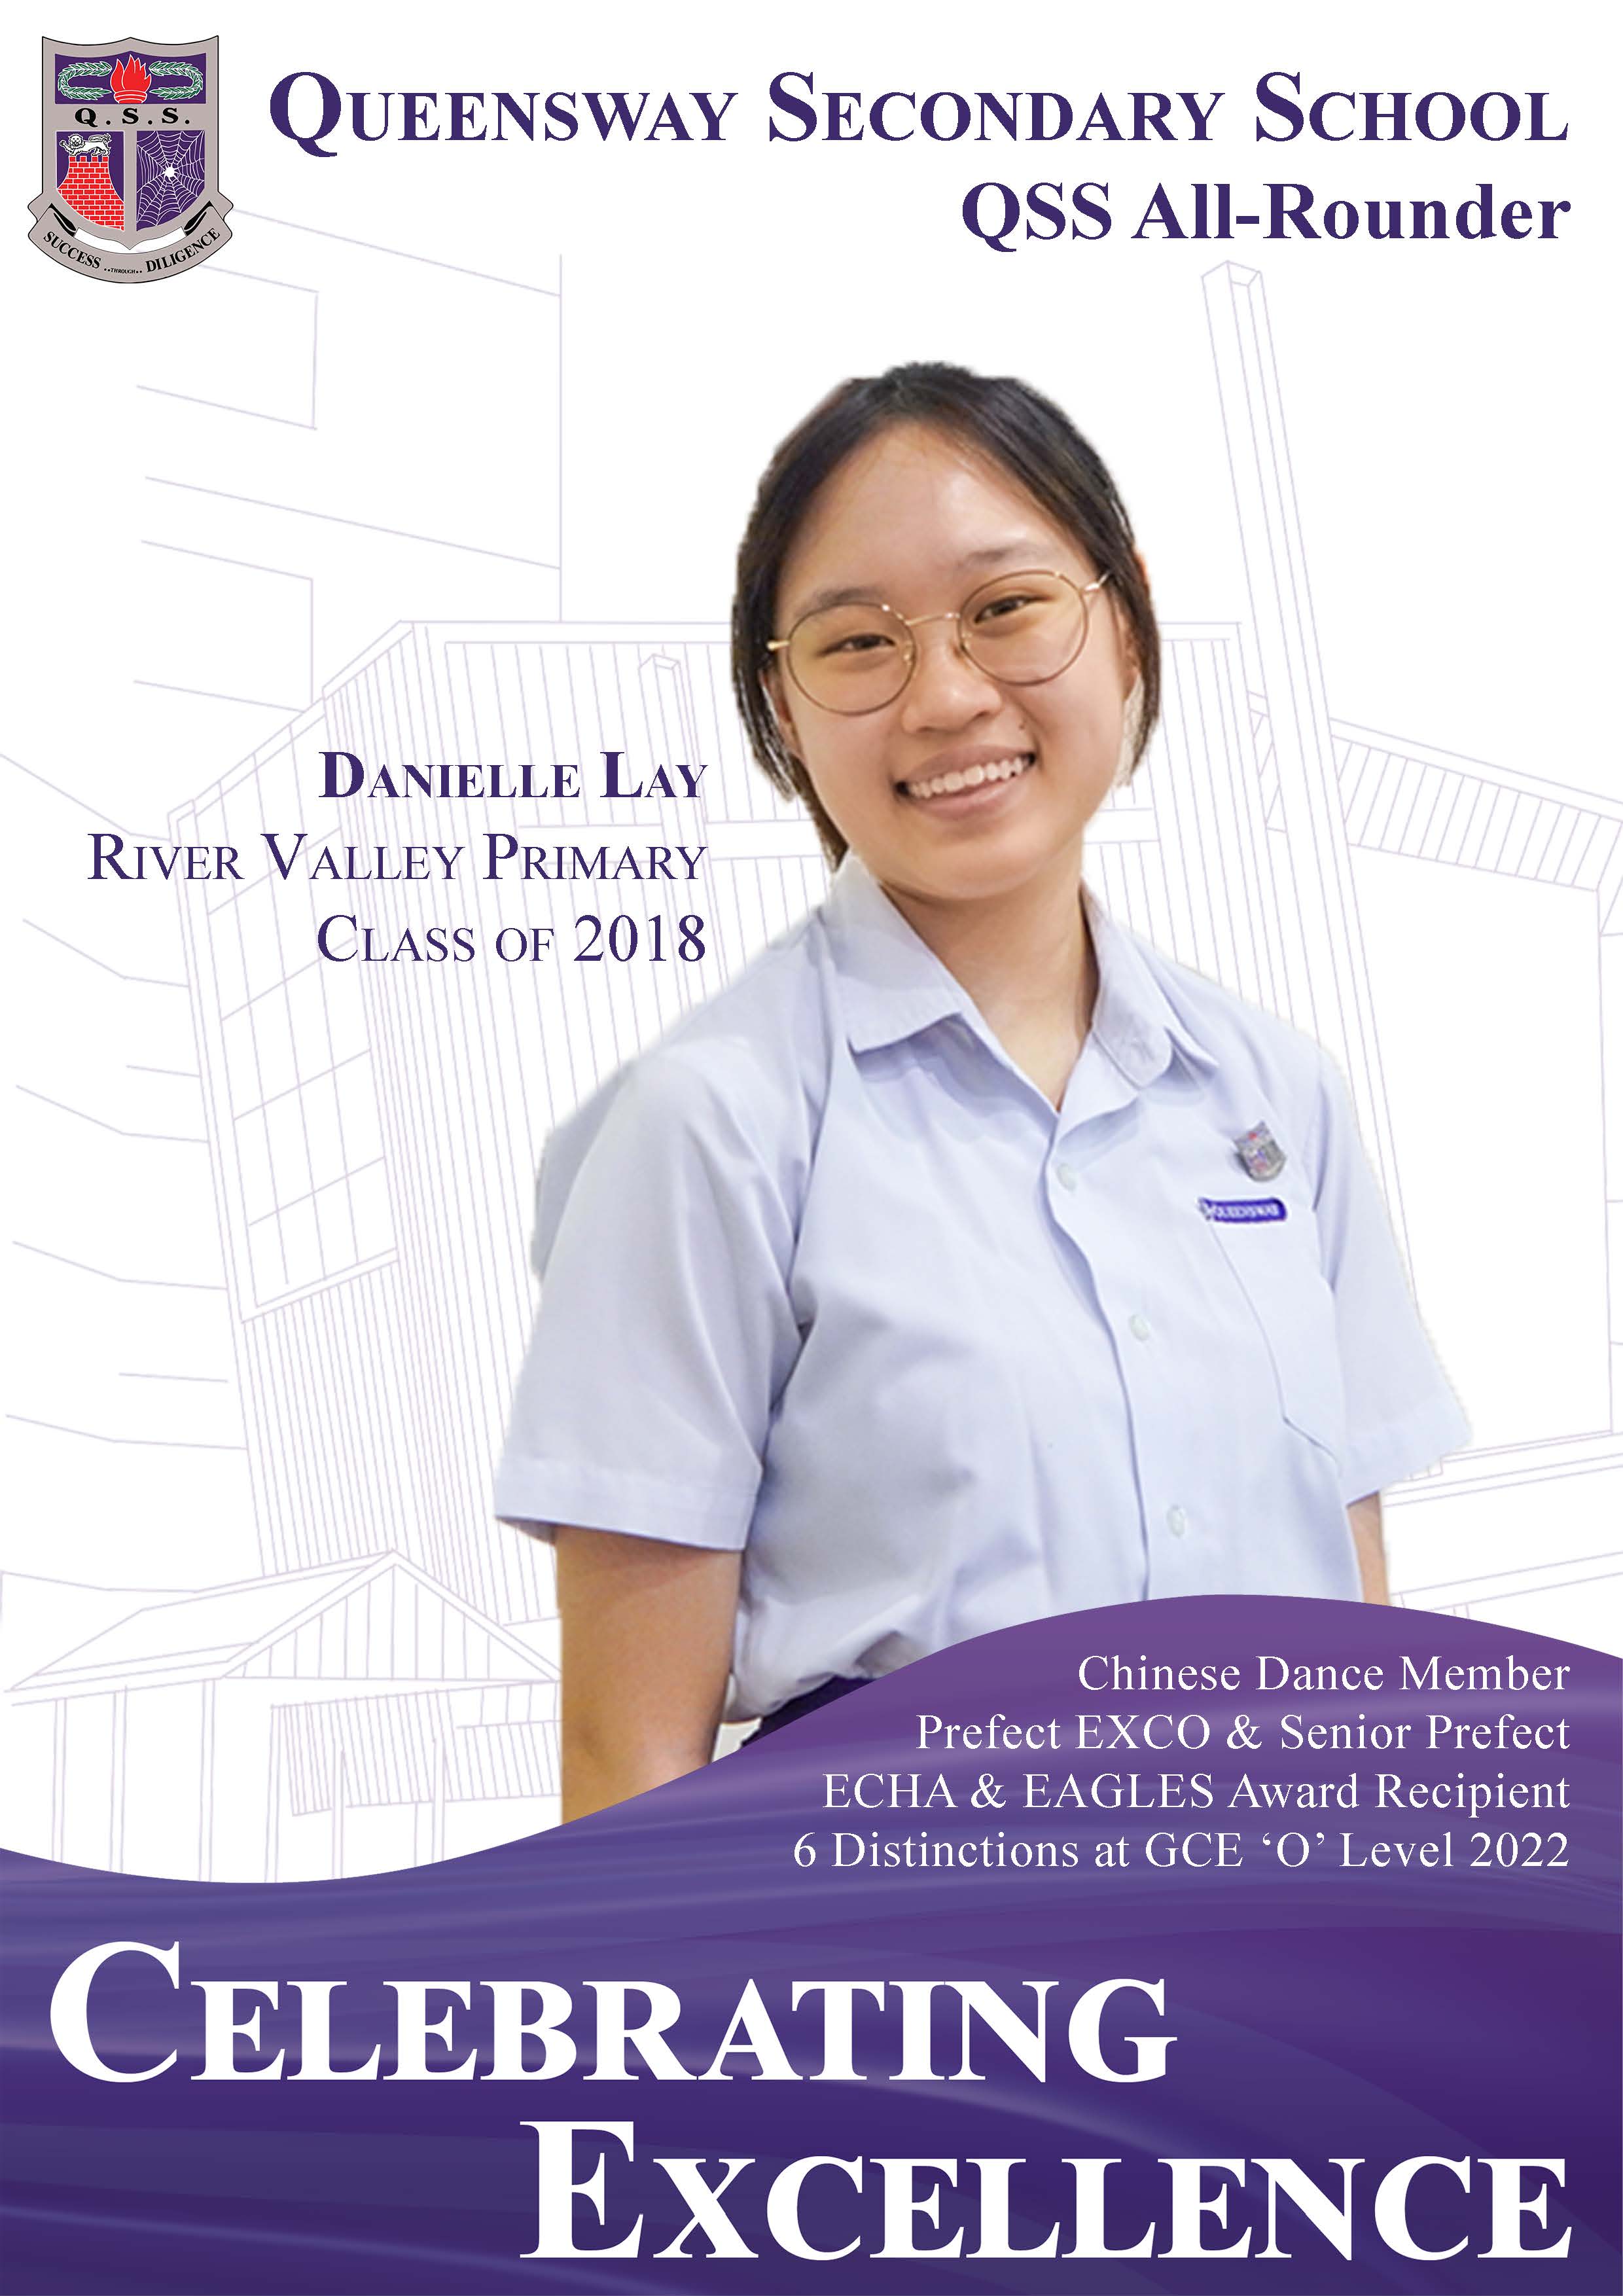 Q.S.S.
SUCCESS ..THROUGH.. DILIGENCE
QUEENSWAY SECONDARY SCHOOL
QSS All-Rounder
DANIELLE LAY
RIVER VALLEY PRIMARY
CLASS OF 2018
QUEENSWAY
Chinese Dance Member
Prefect EXCO & Senior Prefect
ECHA & EAGLES Award Recipient
6 Distinctions at GCE ‘O’ Level 2022
CELEBRATING
EXCELLENCE